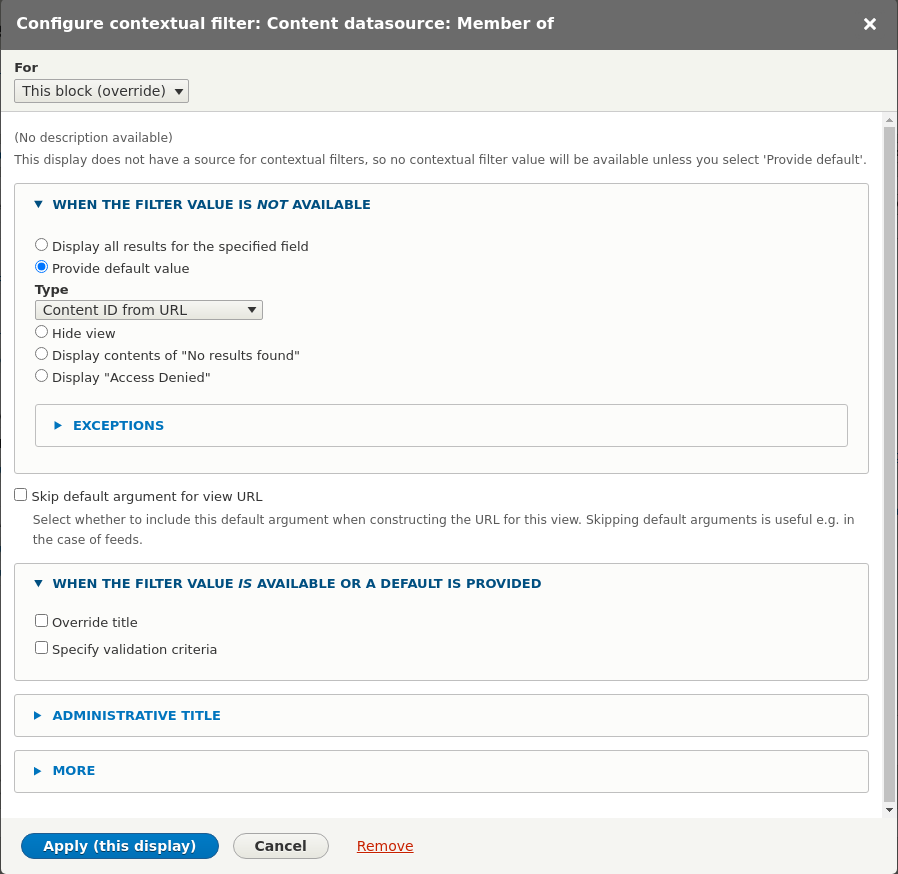 Configure contextual filter: Content datasource: Member of
For
This block (override)
(No description available)
This display does not have a source for contextual filters, so no contextual filter value will be available unless you select 'Provide default'.
WHEN THE FILTER VALUE IS NOT AVAILABLE
Display all results for the specified field
Provide default value
Type
Content ID from URL
Hide view
Display contents of "No results found"
Display "Access Denied"
EXCEPTIONS
Skip default argument for view URL
Select whether to include this default argument when constructing the URL for this view. Skipping default arguments is useful e.g. in
the case of feeds.
WHEN THE FILTER VALUE IS AVAILABLE OR A DEFAULT IS PROVIDED
Override title
Specify validation criteria
ADMINISTRATIVE TITLE
MORE
Apply (this display) Cancel Remove